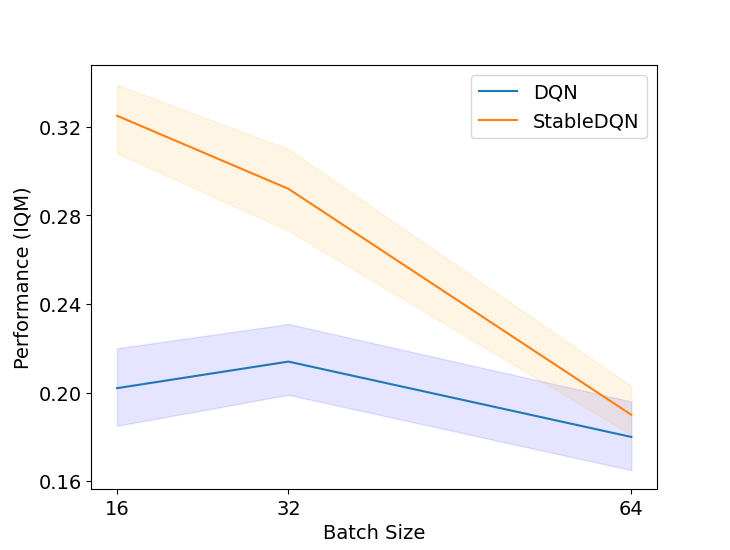 DQN
StableDQN
Performance (IQM)
0.32
0.28
0.24
0.20
0.16
16 32 64
Batch Size